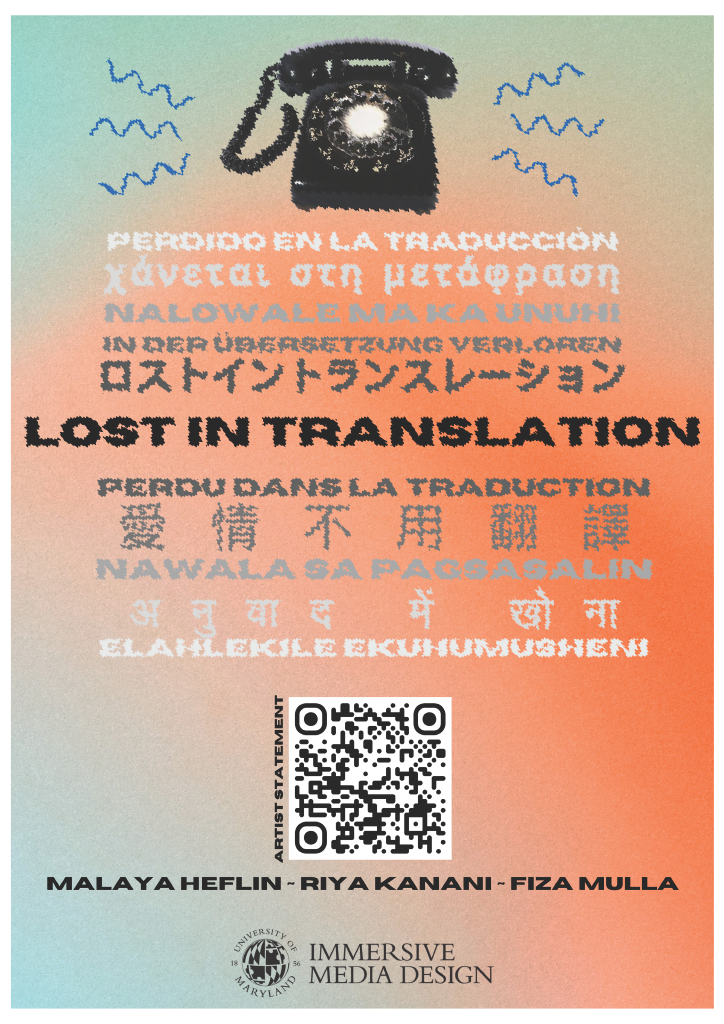 PERDIDO EN LA TRADUCCIÓN
χάνεται στη μετάφραση
NALOWALE MA KA UNUHI
IN DER ÜBERSETZUNG VERLOREN
ロストイントランスレーション
LOST IN TRANSLATION
PERDU DANS LA TRADUCTION
愛情不用翻譯
NAWALA SA PAGSASALIN
अ नु वा द में खो ना
ELAHLEKILE EKUHUMUSHENI
ARTIST STATEMENT
MALAYA HEFLIN ~ RIYA KANANI ~ FIZA MULLA
UNIVERSITY OF
18 56
MARYLAND
IMMERSIVE
MEDIA DESIGN